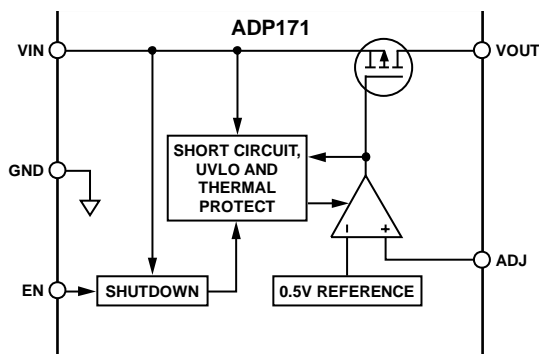 ADP171
VIN
VOUT
SHORT CIRCUIT,
UVLO AND
THERMAL
PROTECT
GND
- +
ADJ
EN
SHUTDOWN
0.5V REFERENCE